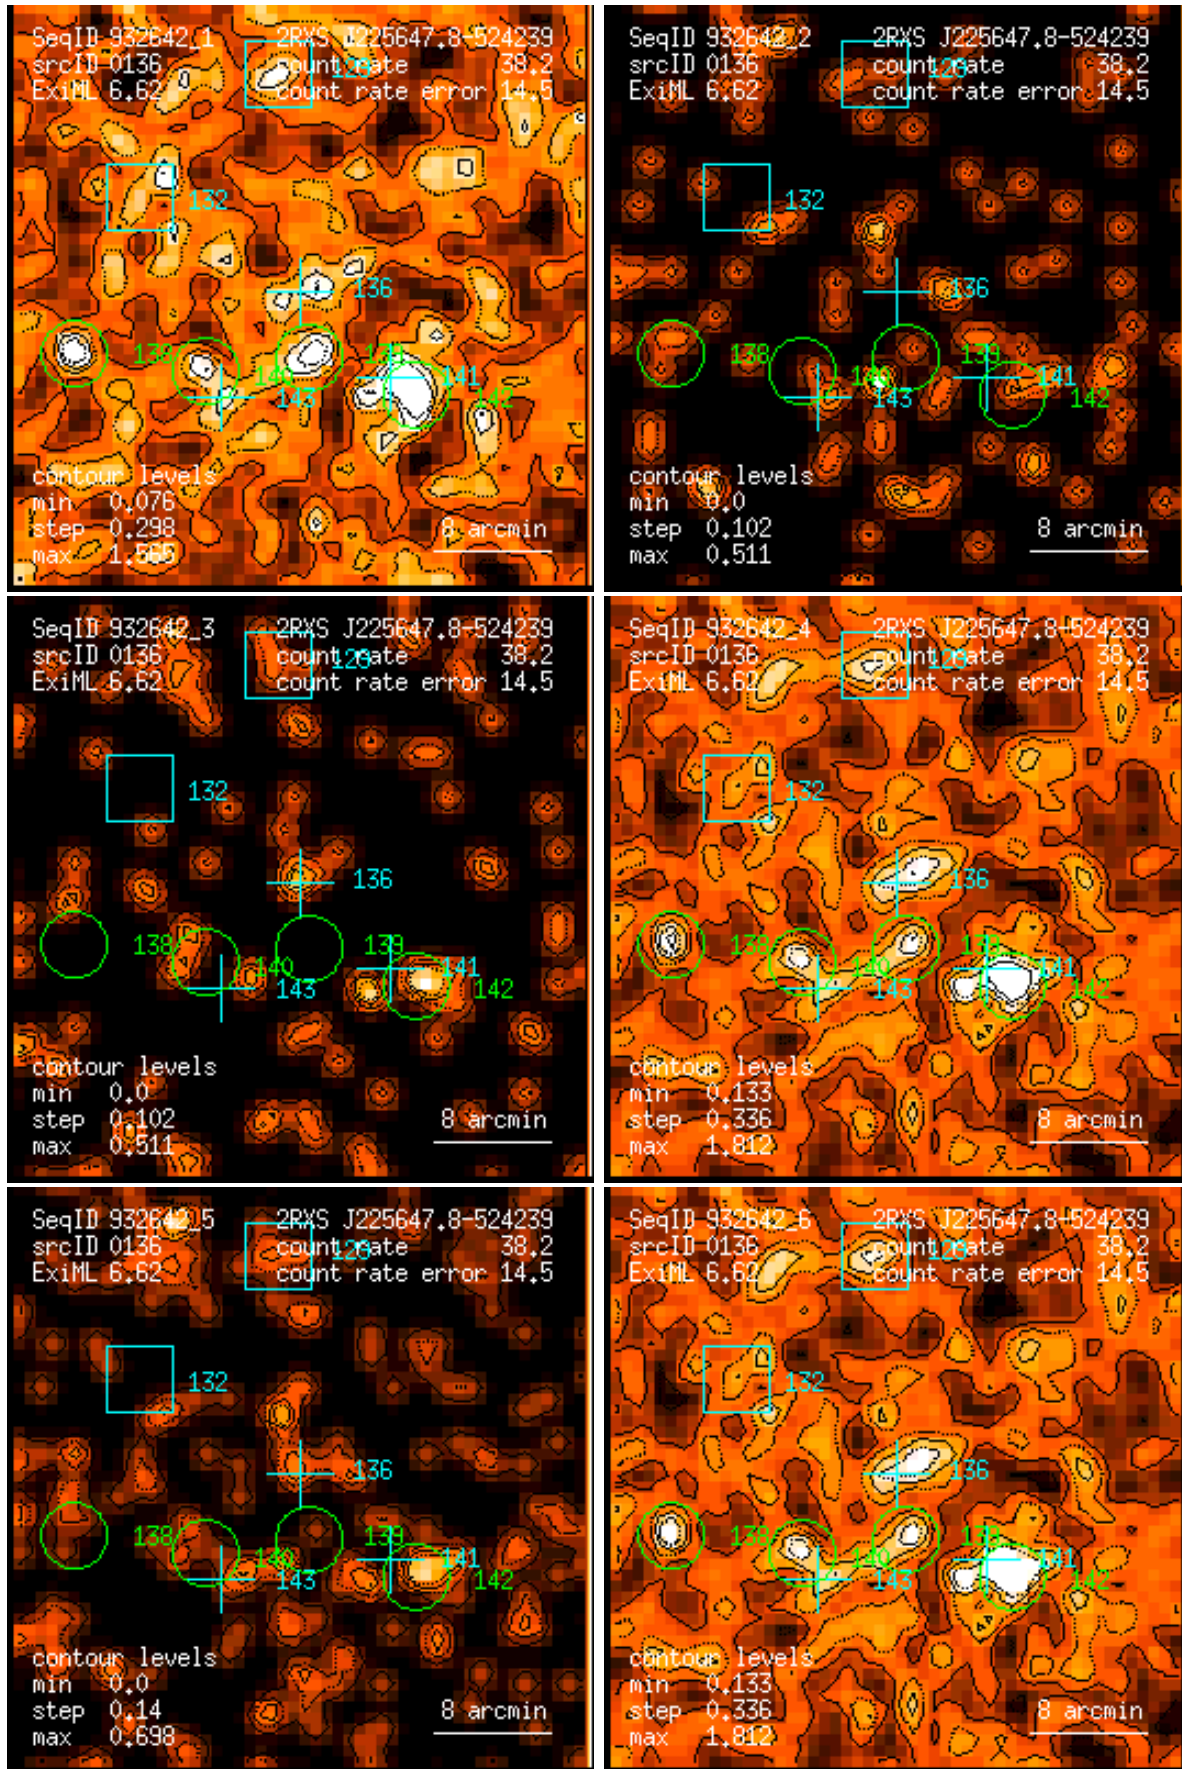 SeqID 932642_1 2RXS J225647.8-524239
srcID 0136 count rate 38.2
ExiML 6.62 count rate error 14.5
129
132
136
138 139
140 141
143 142
contour levels
min 0.076
step 0.298
max 1.565
8 arcmin
SeqID 932642_2 2RXS J225647.8-524239
srcID 0136 count rate 38.2
ExiML 6.62 count rate error 14.5
129
132
136
138 139
140 141
143 142
contour levels
min 0.0
step 0.102
max 0.511
8 arcmin
SeqID 932642_3 2RXS J225647.8-524239
srcID 0136 count rate 38.2
ExiML 6.62 count rate error 14.5
129
132
136
138 139
140 141
143 142
contour levels
min 0.0
step 0.102
max 0.511
8 arcmin
SeqID 932642_4 2RXS J225647.8-524239
srcID 0136 count rate 38.2
ExiML 6.62 count rate error 14.5
129
132
136
138 139
140 141
143 142
contour levels
min 0.133
step 0.336
max 1.812
8 arcmin
SeqID 932642_5 2RXS J225647.8-524239
srcID 0136 count rate 38.2
ExiML 6.62 count rate error 14.5
129
132
136
138 139
140 141
143 142
contour levels
min 0.0
step 0.14
max 0.698
8 arcmin
SeqID 932642_6 2RXS J225647.8-524239
srcID 0136 count rate 38.2
ExiML 6.62 count rate error 14.5
129
132
136
138 139
140 141
143 142
contour levels
min 0.133
step 0.336
max 1.812
8 arcmin